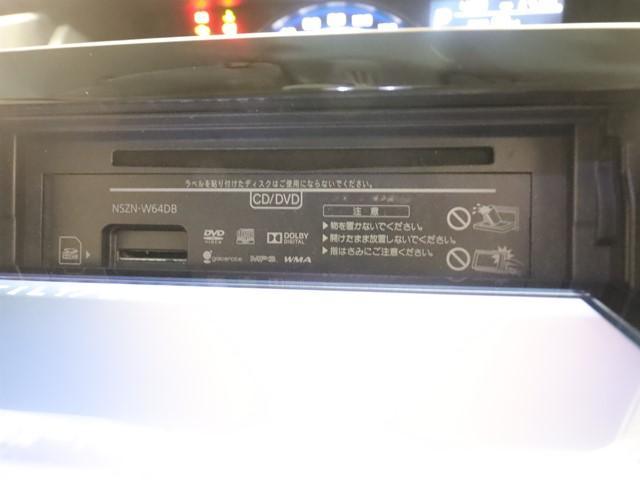 ラベルを貼り付けたディスクはご使用にならないでください。
CD/DVD
NSZN-W64DB
DVD
VIDEO
DOLBY
DIGITAL
gracenote
MP3
WMA
注意
▶物を置かないでください。
▶開けたまま放置しないでください。
▶指はさみにご注意ください。